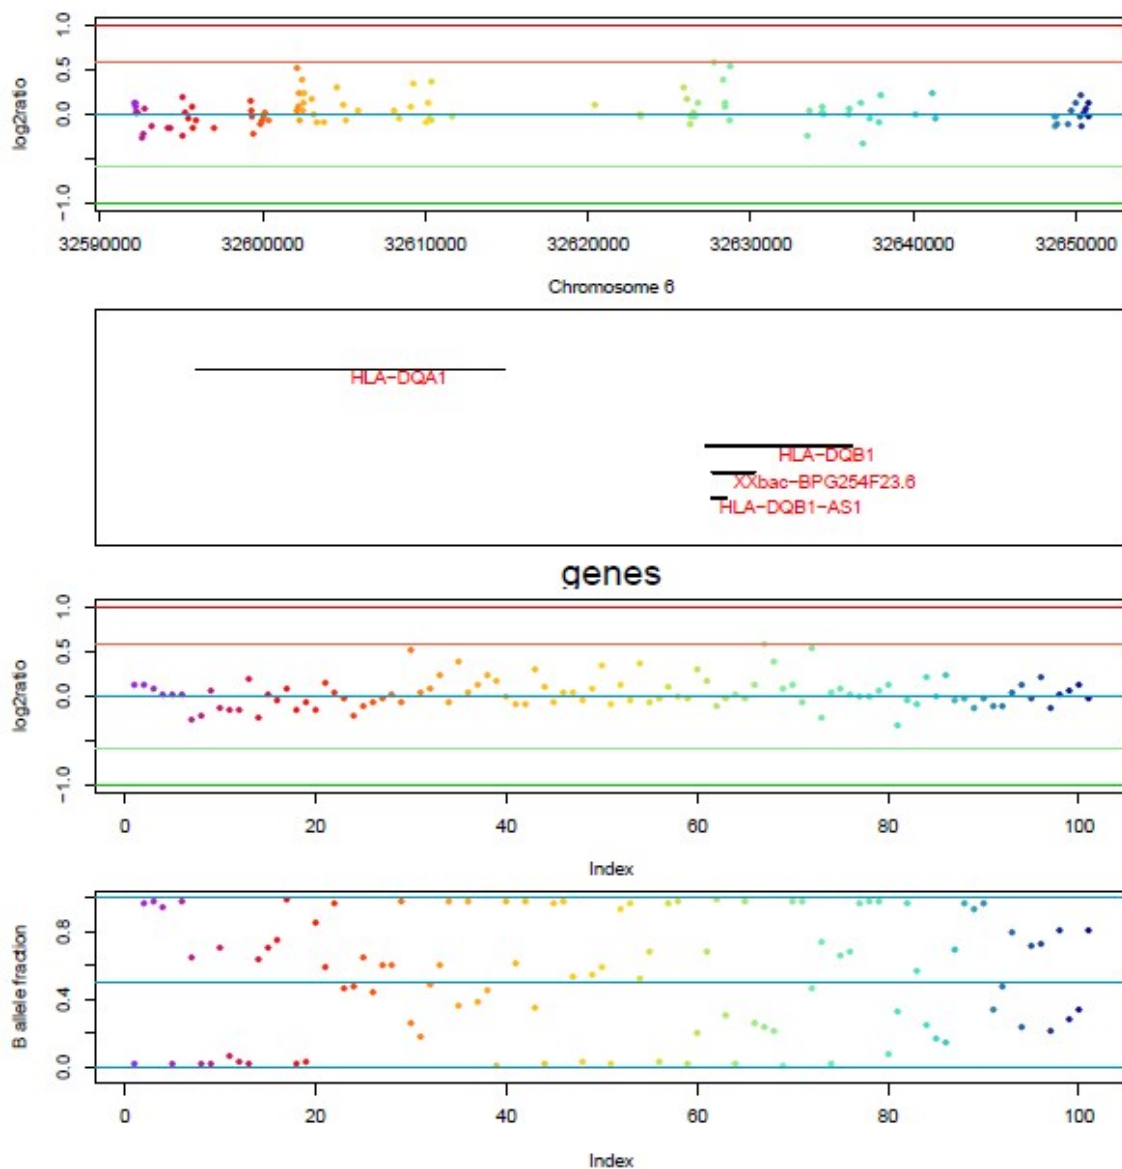 1.0
0.5
0.0
−1.0
log2ratio
32590000 32600000 32610000 32620000 32630000 32640000 32650000
Chromosome 6
HLA−DQA1
HLA−DQB1
XXbac−BPG254F23.6
HLA−DQB1−AS1
genes
1.0
0.5
0.0
−1.0
log2ratio
0 20 40 60 80 100
Index
0.8
0.4
0.0
B allele fraction
0 20 40 60 80 100
Index